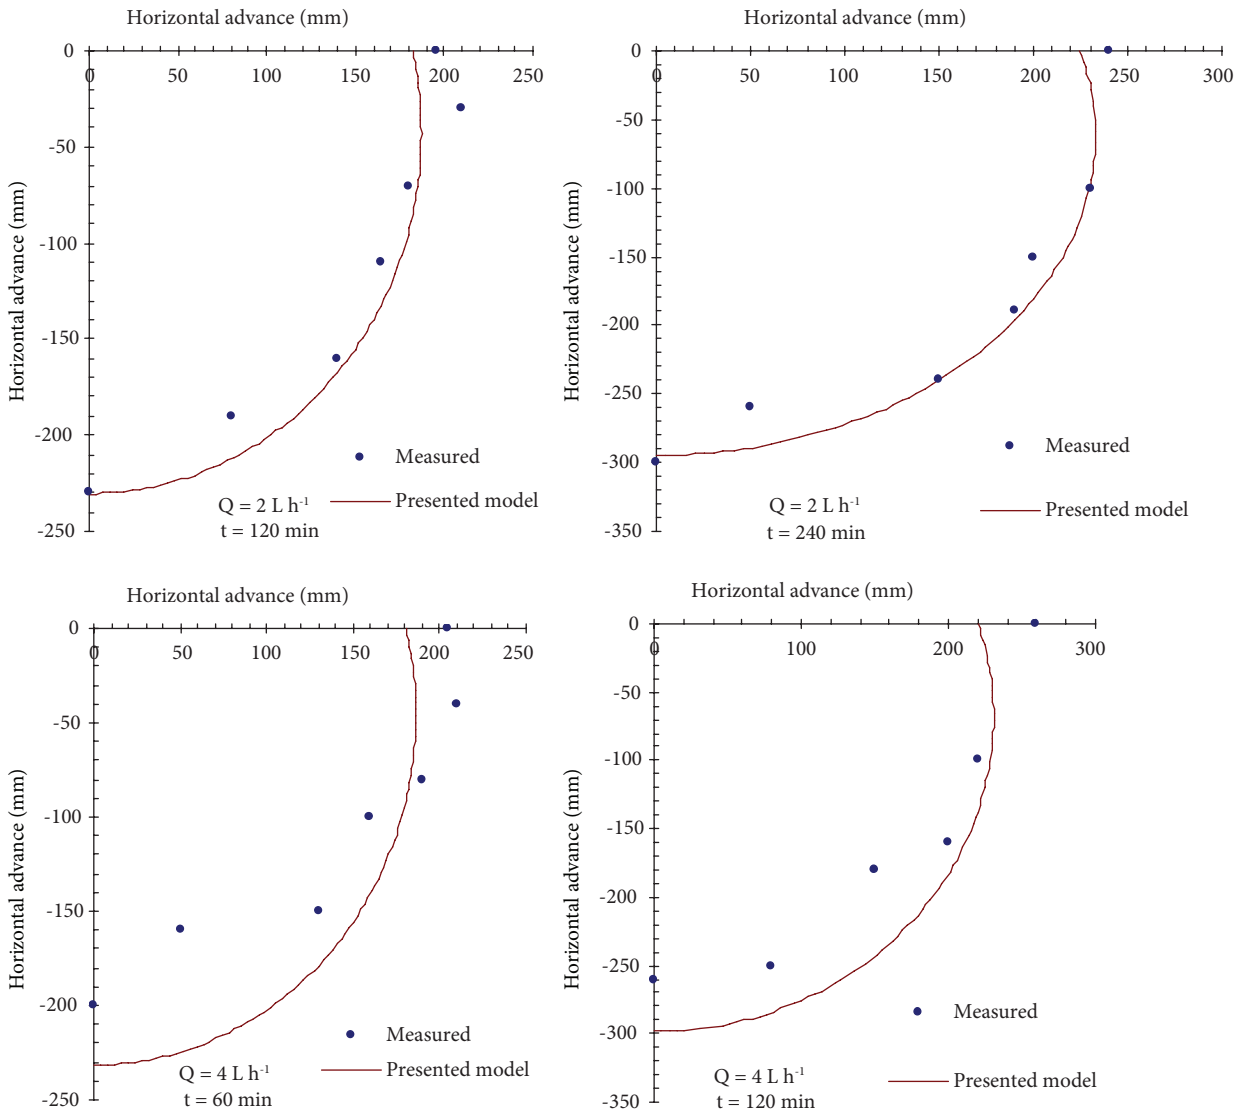 Horizontal advance (mm)
0 50 100 150 200 250
0
-50
-100
-150
-200
-250
Horizontal advance (mm)
Measured
Presented model
Q = 2 L h-1
t = 120 min
Horizontal advance (mm)
0 50 100 150 200 300 300
0
-50
-100
-150
-200
-250
-300
-350
Horizontal advance (mm)
Measured
Presented model
Q = 2 L h-1
t = 240 min
Horizontal advance (mm)
0 50 100 150 200 250
0
-50
-100
-150
-200
-250
Horizontal advance (mm)
Measured
Presented model
Q = 4 L h-1
t = 60 min
Horizontal advance (mm)
0 100 200 300
0
-50
-100
-150
-200
-250
-300
-350
Horizontal advance (mm)
Measured
Presented model
Q = 4 L h-1
t = 120 min